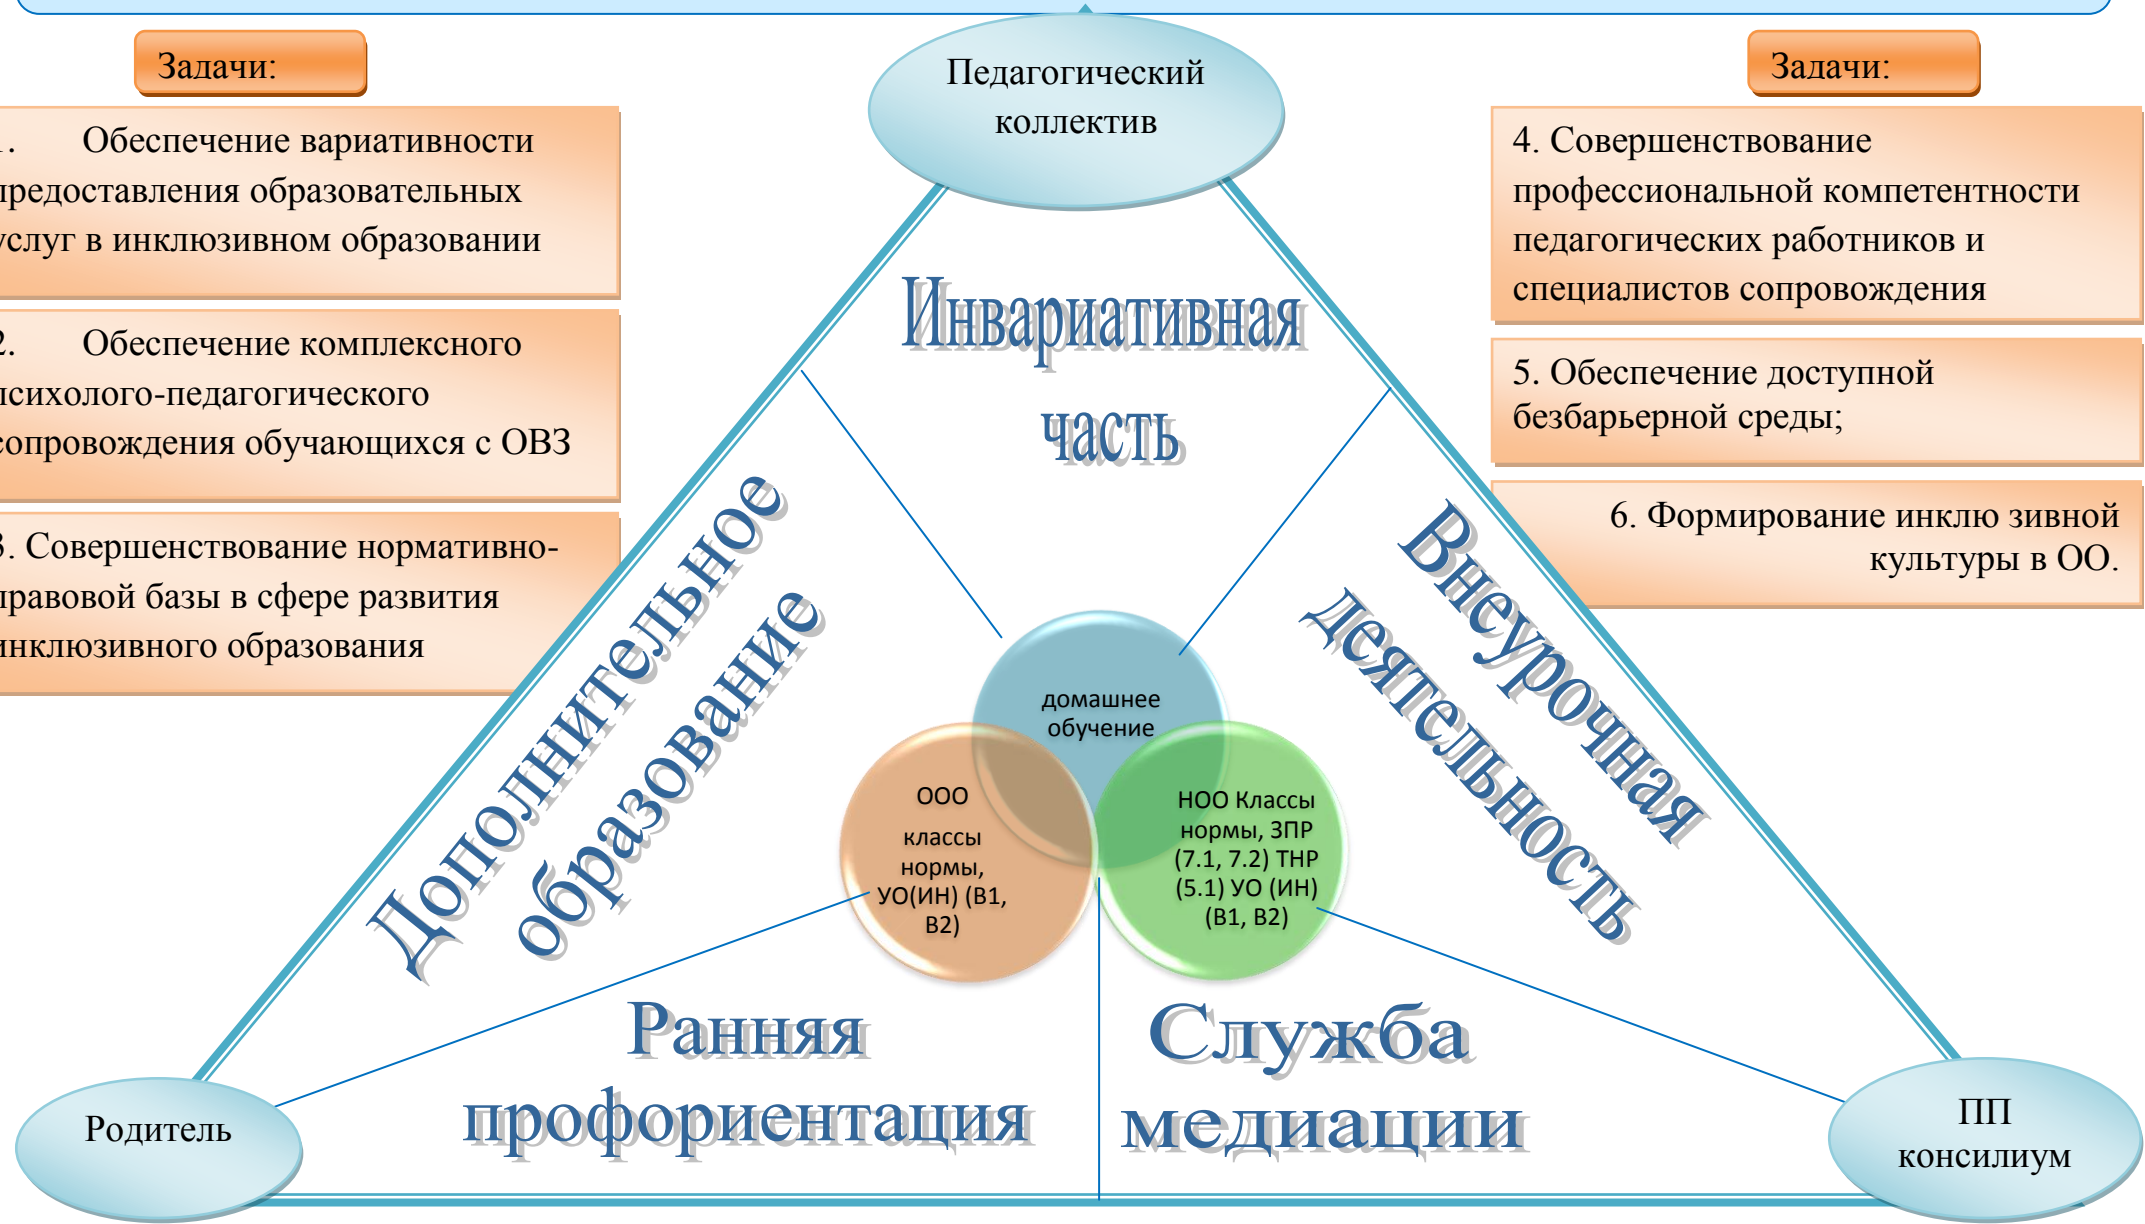 Задачи:
1. Обеспечение вариативности
предоставления образовательных
услуг в инклюзивном образовании
2. Обеспечение комплексного
психолого-педагогического
сопровождения обучающихся с ОВЗ
3. Совершенствование нормативно-
правовой базы в сфере развития
инклюзивного образования
Педагогический
коллектив
Задачи:
4. Совершенствование
профессиональной компетентности
педагогических работников и
специалистов сопровождения
5. Обеспечение доступной
безбарьерной среды;
6. Формирование инклю зивной
культуры в ОО.
Инвариативная
часть
Дополнительное
образование
Внеурочная
деятельность
домашнее
обучение
ООО
классы
нормы,
УО(ИН) (В1,
В2)
НОО Классы
нормы, ЗПР
(7.1, 7.2) ТНР
(5.1) УО (ИН)
(В1, В2)
Ранняя
профориентация
Служба
медиации
Родитель
ПП
консилиум